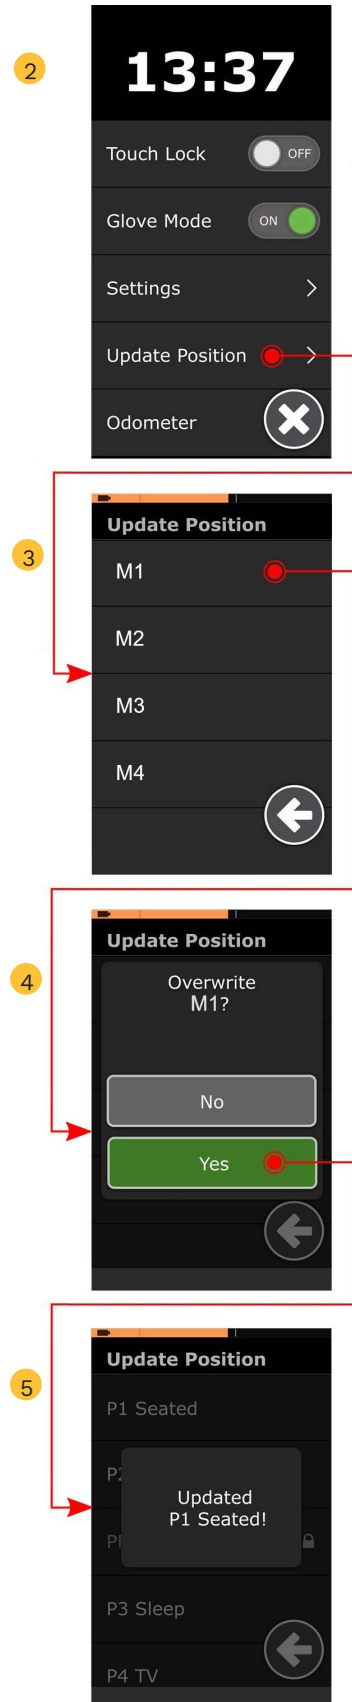 2
13:37
Touch Lock OFF
Glove Mode ON
Settings
Update Position
Odometer
Update Position
3
M1
M2
M3
M4
Update Position
4
Overwrite
M1?
No
Yes
Update Position
5
P1 Seated
Updated
P1 Seated!
P3 Sleep
P4 TV